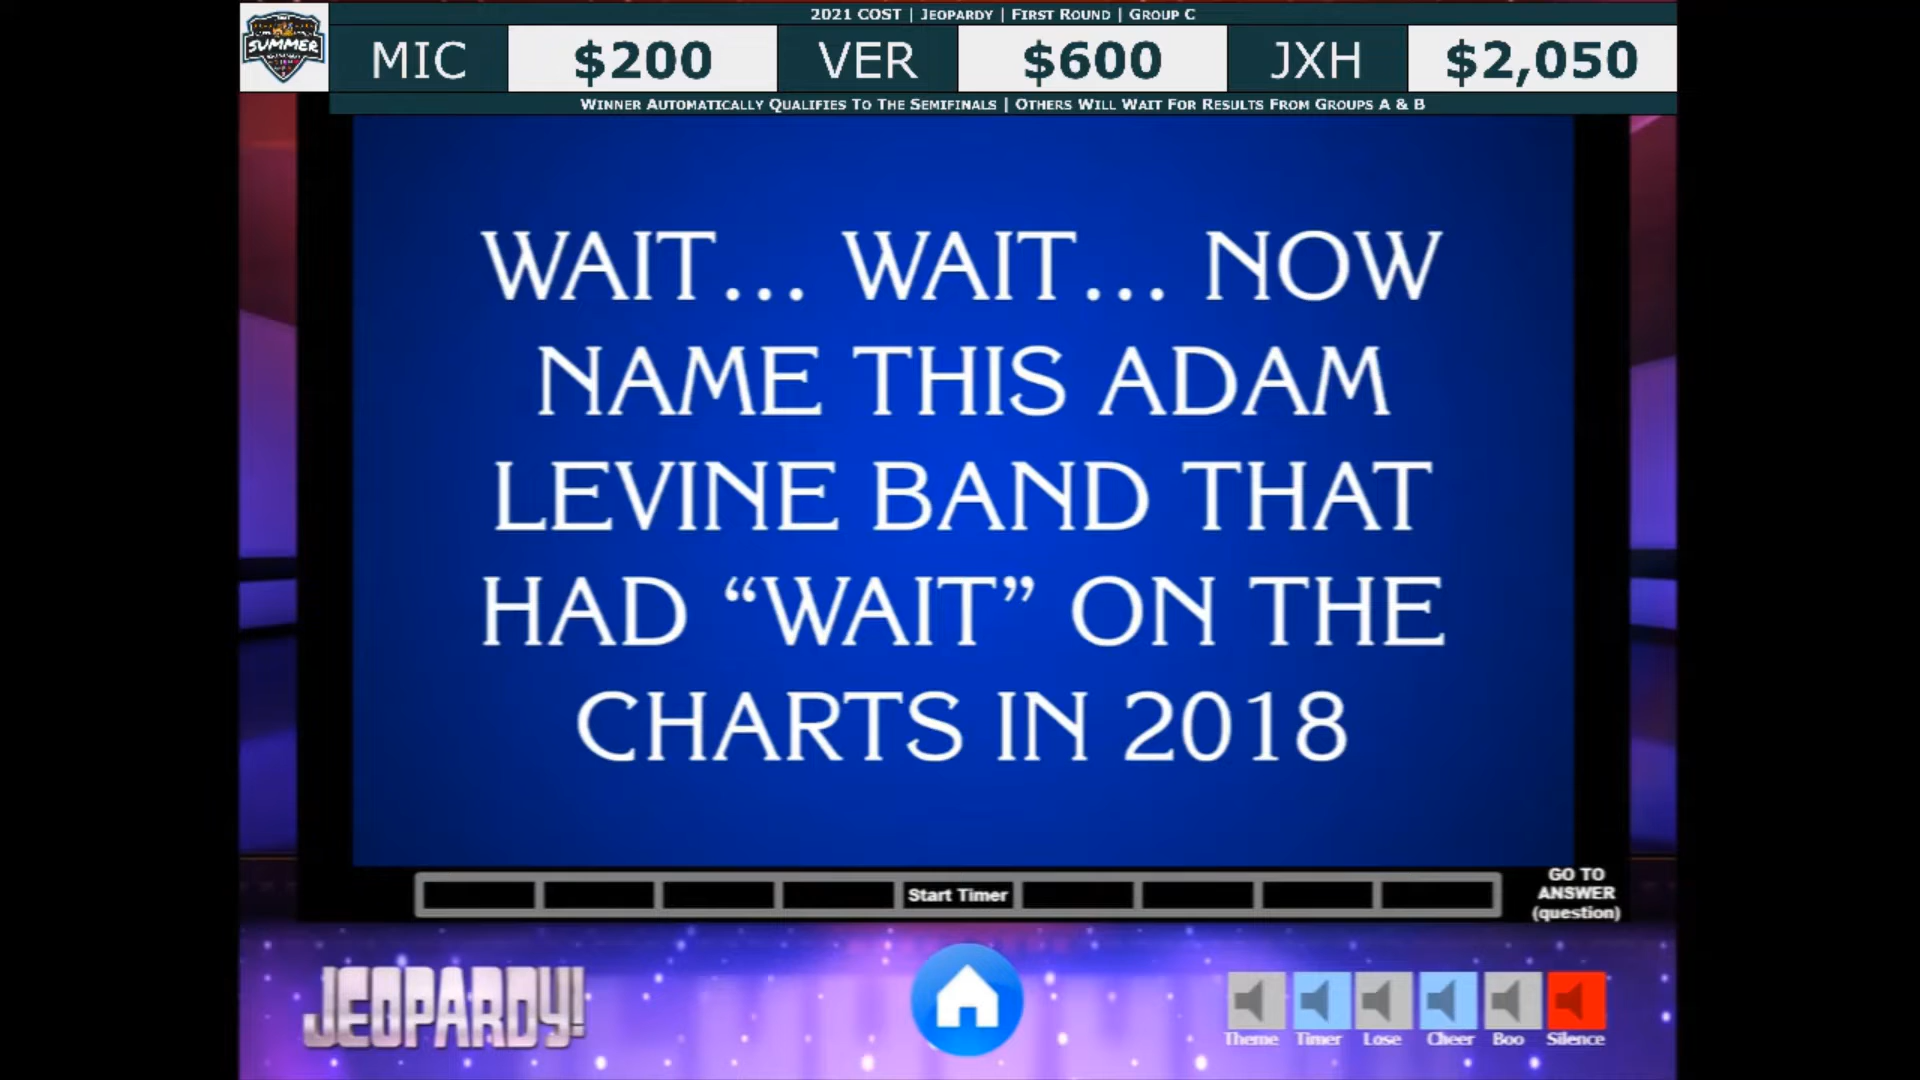 2021 COST | JEOPARDY | FIRST ROUND | GROUP C
SUMMER
MIC $200 VER $600 JXH $2,050
WINNER AUTOMATICALLY QUALIFIES TO THE SEMIFINALS | OTHERS WILL WAIT FOR RESULTS FROM GROUPS A & B
WAIT... WAIT... NOW
NAME THIS ADAM
LEVINE BAND THAT
HAD “WAIT” ON THE
CHARTS IN 2018
Start Timer
GO TO
ANSWER
(question)
JEOPARDY!
Theme Timer Lose Cheer Boo Silence